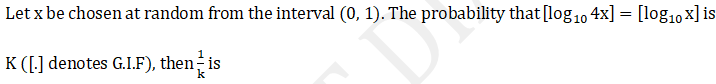 Let x be chosen at random from the interval (0, 1). The probability that [log₁₀ 4x] = [log₁₀ x] is
K ([.] denotes G.I.F), then 1/k is